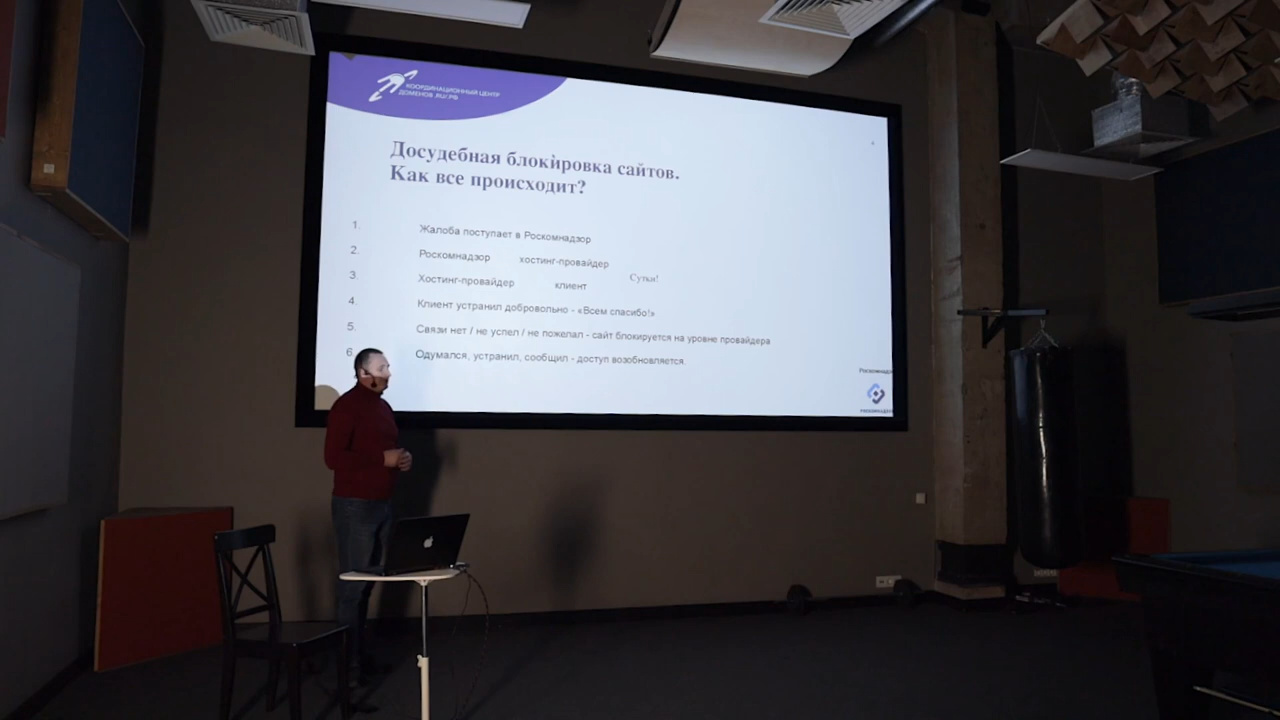 КООРДИНАЦИОННЫЙ ЦЕНТР
ДОМЕНОВ .RU/.РФ
Досудебная блокировка сайтов.
Как все происходит?
1. Жалоба поступает в Роскомнадзор
2. Роскомнадзор хостинг-провайдер
3. Хостинг-провайдер клиент Сутки!
4. Клиент устранил добровольно - «Всем спасибо!»
5. Связи нет / не успел / не пожелал - сайт блокируется на уровне провайдера
6. Одумался, устранил, сообщил - доступ возобновляется.